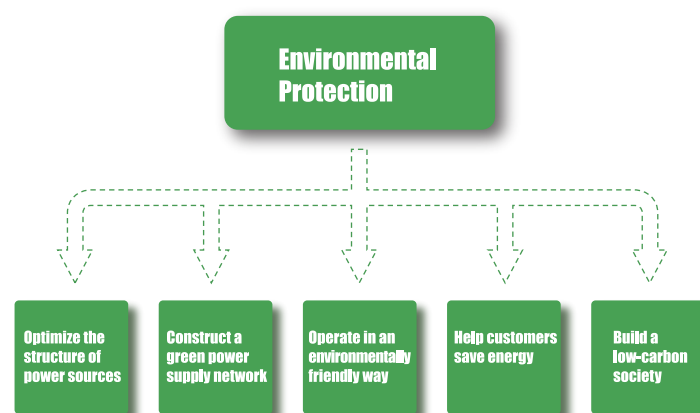 Environmental
Protection
Optimize the
structure of
power sources
Construct a
green power
supply network
Operate in an
environmentally
friendly way
Help customers
save energy
Build a
low-carbon
society